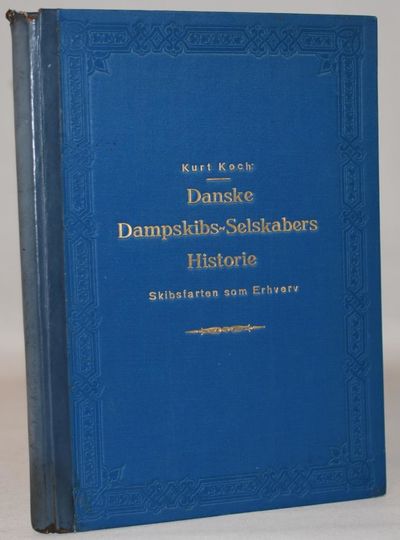 Kurt Koch:
Danske
Dampskibs-Selskabers
Historie
Skibsfarten som Erhverv